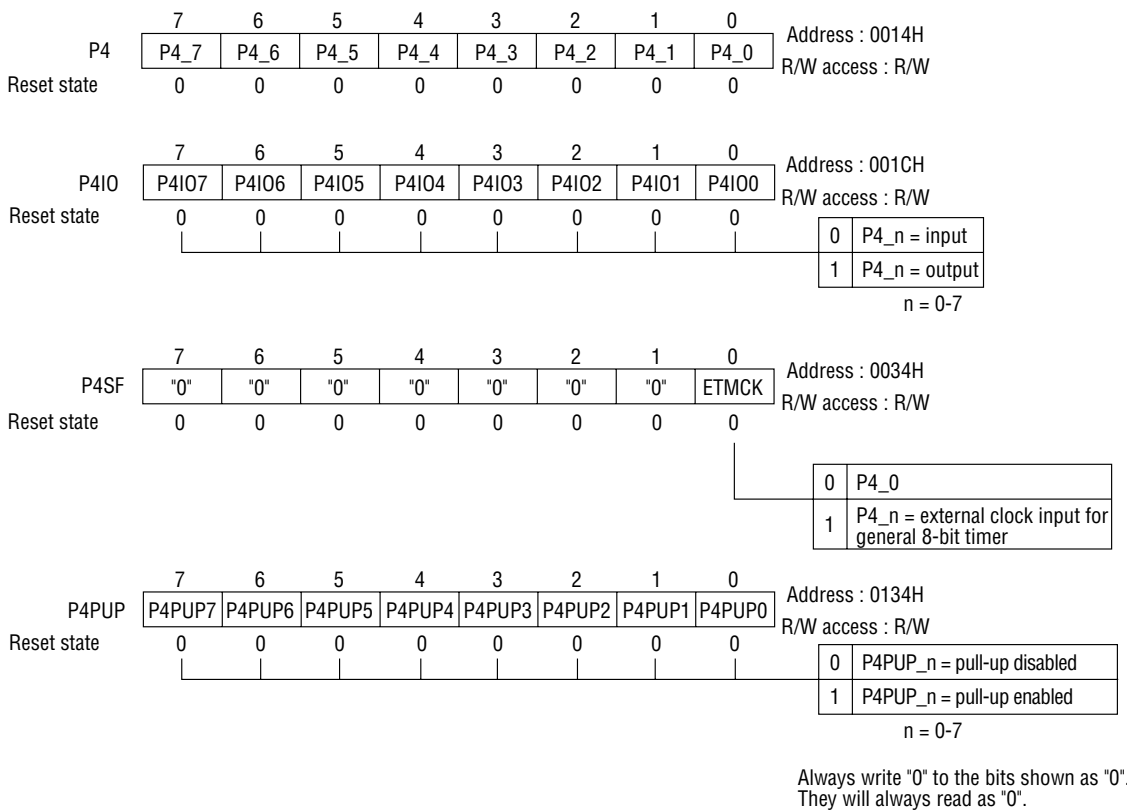 7 6 5 4 3 2 1 0
P4 P4_7 P4_6 P4_5 P4_4 P4_3 P4_2 P4_1 P4_0
Address : 0014H
R/W access : R/W
Reset state 0 0 0 0 0 0 0 0
7 6 5 4 3 2 1 0
P4IO P4IO7 P4IO6 P4IO5 P4IO4 P4IO3 P4IO2 P4IO1 P4IO0
Address : 001CH
R/W access : R/W
Reset state 0 0 0 0 0 0 0 0
0 P4_n = input
1 P4_n = output
n = 0-7
7 6 5 4 3 2 1 0
P4SF "0" "0" "0" "0" "0" "0" "0" ETMCK
Address : 0034H
R/W access : R/W
Reset state 0 0 0 0 0 0 0 0
0 P4_0
1 P4_n = external clock input for
general 8-bit timer
7 6 5 4 3 2 1 0
P4PUP P4PUP7 P4PUP6 P4PUP5 P4PUP4 P4PUP3 P4PUP2 P4PUP1 P4PUP0
Address : 0134H
R/W access : R/W
Reset state 0 0 0 0 0 0 0 0
0 P4PUP_n = pull-up disabled
1 P4PUP_n = pull-up enabled
n = 0-7
Always write "0" to the bits shown as "0".
They will always read as "0".